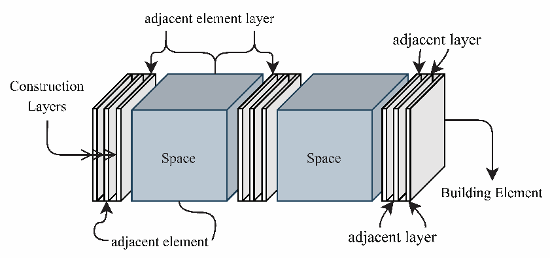 adjacent element layer
adjacent layer
Construction
Layers
Space
Space
Building Element
adjacent element
adjacent layer